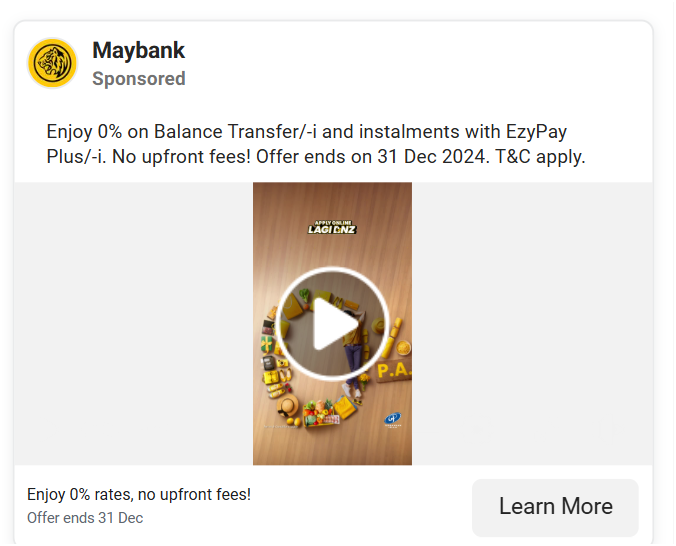 Maybank
Sponsored
Enjoy 0% on Balance Transfer/-i and instalments with EzyPay
Plus/-i. No upfront fees! Offer ends on 31 Dec 2024. T&C apply.
APPLY ONLINE
LAGI BNZ
P.A.
Enjoy 0% rates, no upfront fees!
Offer ends 31 Dec
Learn More